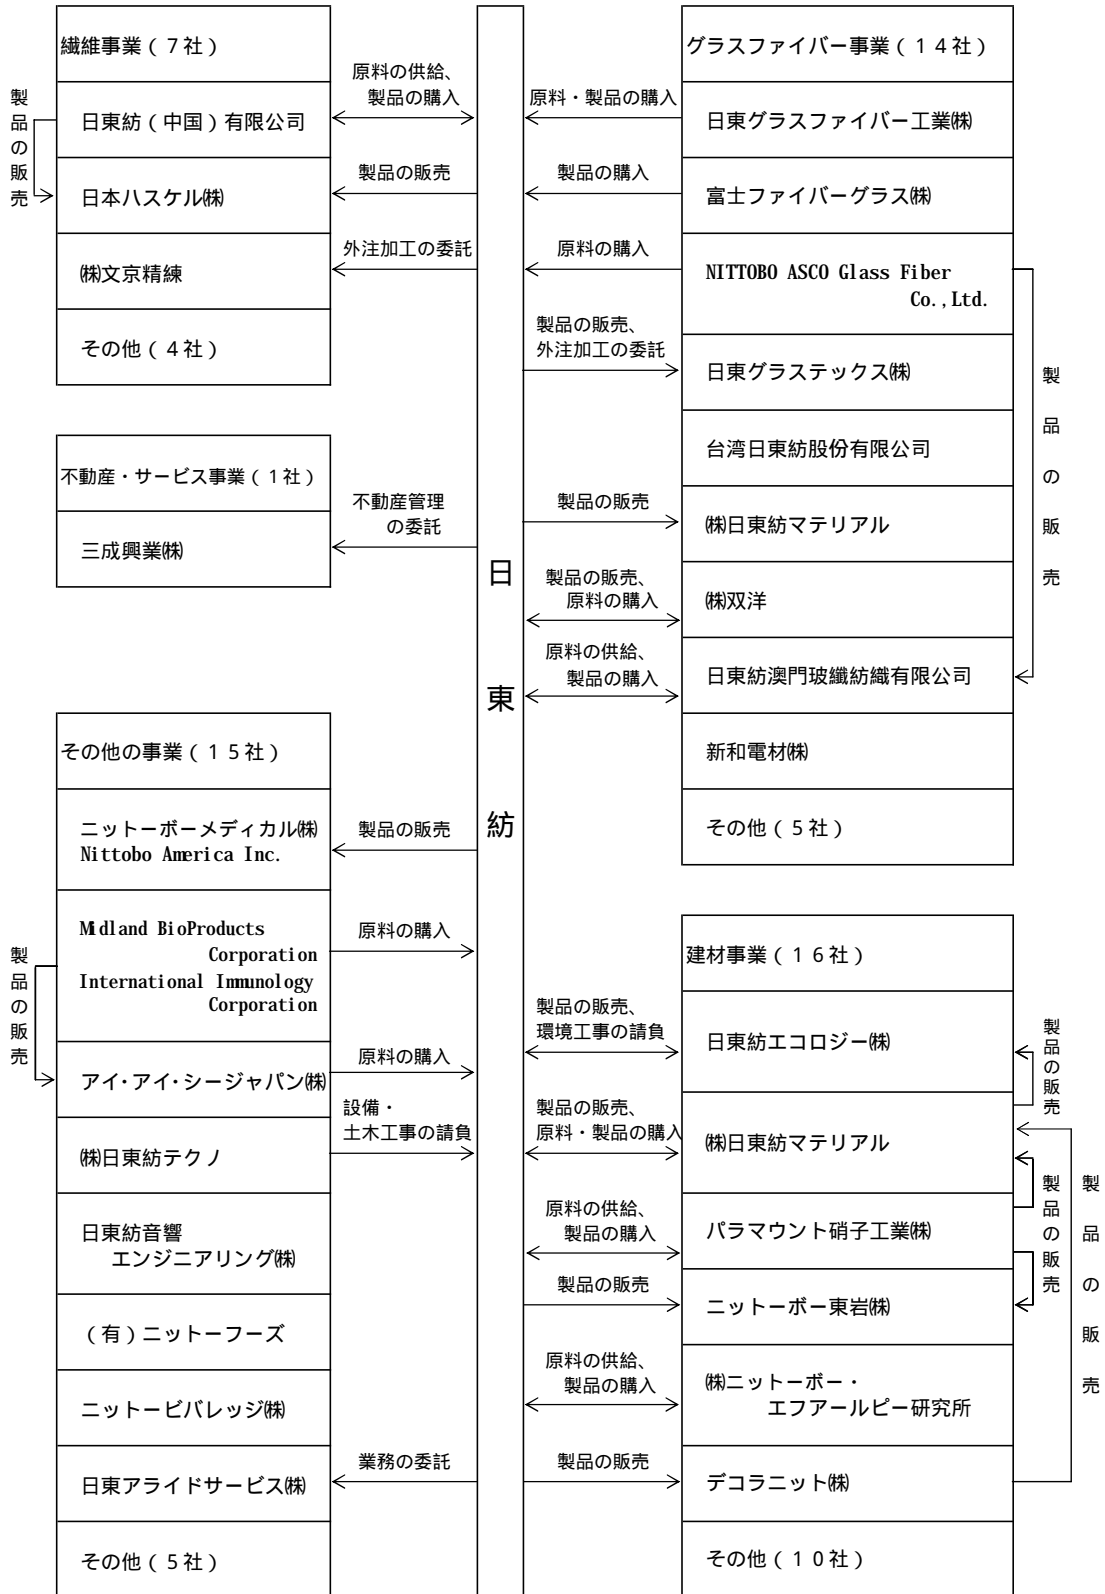 繊維事業(7社)
製品の販売
原料の供給、
製品の購入
日東紡(中国)有限公司
製品の販売
日本ハスケル㈱
外注加工の委託
㈱文京精練
その他(4社)
不動産・サービス事業(1社)
不動産管理
の委託
三成興業㈱
その他の事業(15社)
ニットーボーメディカル㈱
Nittobo America Inc.
製品の販売
Midland BioProducts
Corporation
International Immunology
Corporation
原料の購入
製品の販売
アイ・アイ・シージャパン㈱
原料の購入
設備・
土木工事の請負
㈱日東紡テクノ
日東紡音響
エンジニアリング㈱
(有)ニットーフーズ
ニットービバレッジ㈱
日東アライドサービス㈱
業務の委託
その他(5社)
日東紡
グラスファイバー事業(14社)
原料・製品の購入
日東グラスファイバー工業㈱
製品の購入
富士ファイバーグラス㈱
原料の購入
NITTOBO ASCO Glass Fiber
Co.,Ltd.
製品の販売、
外注加工の委託
日東グラステックス㈱
製品の販売
台湾日東紡股份有限公司
製品の販売
㈱日東紡マテリアル
製品の販売、
原料の購入
㈱双洋
原料の供給、
製品の購入
日東紡澳門玻纖紡織有限公司
新和電材㈱
その他(5社)
建材事業(16社)
製品の販売、
環境工事の請負
日東紡エコロジー㈱
製品の販売
製品の販売、
原料・製品の購入
㈱日東紡マテリアル
原料の供給、
製品の購入
パラマウント硝子工業㈱
製品の販売
製品の販売
製品の販売
ニットーボー東岩㈱
原料の供給、
製品の購入
㈱ニットーボー・
エフアールピー研究所
製品の販売
デコラニット㈱
その他(10社)